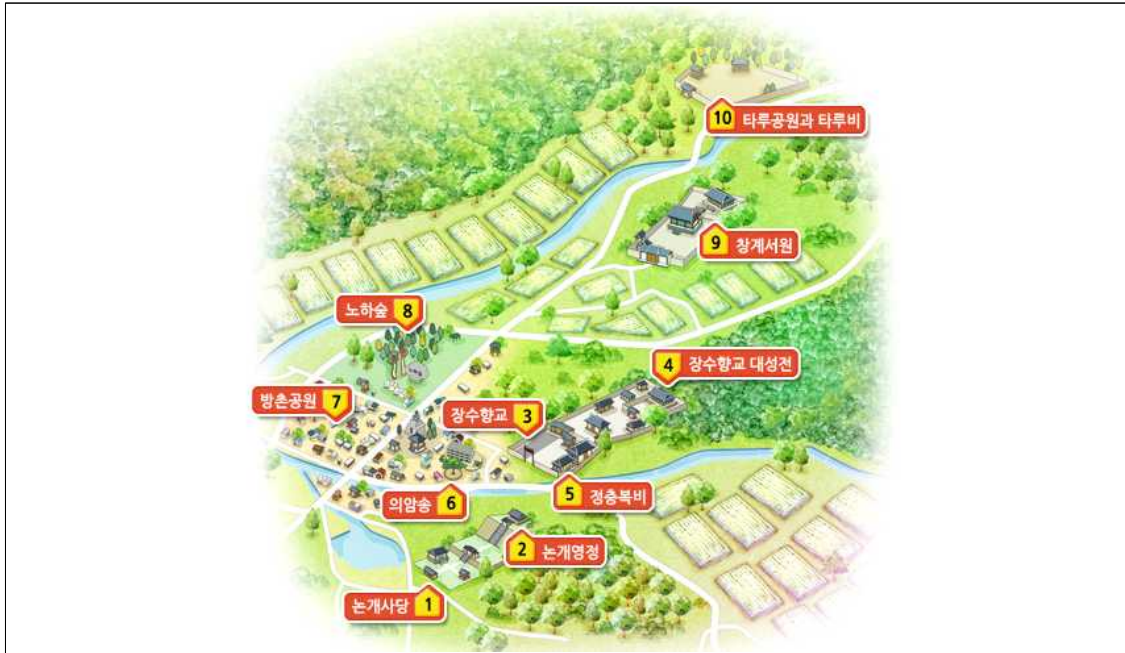 10 타루공원과 타루비
9 창계서원
노하숲 8
4 장수향교 대성전
방촌공원 7
장수향교 3
의암송 6
5 정충복비
2 논개영정
논개사당 1